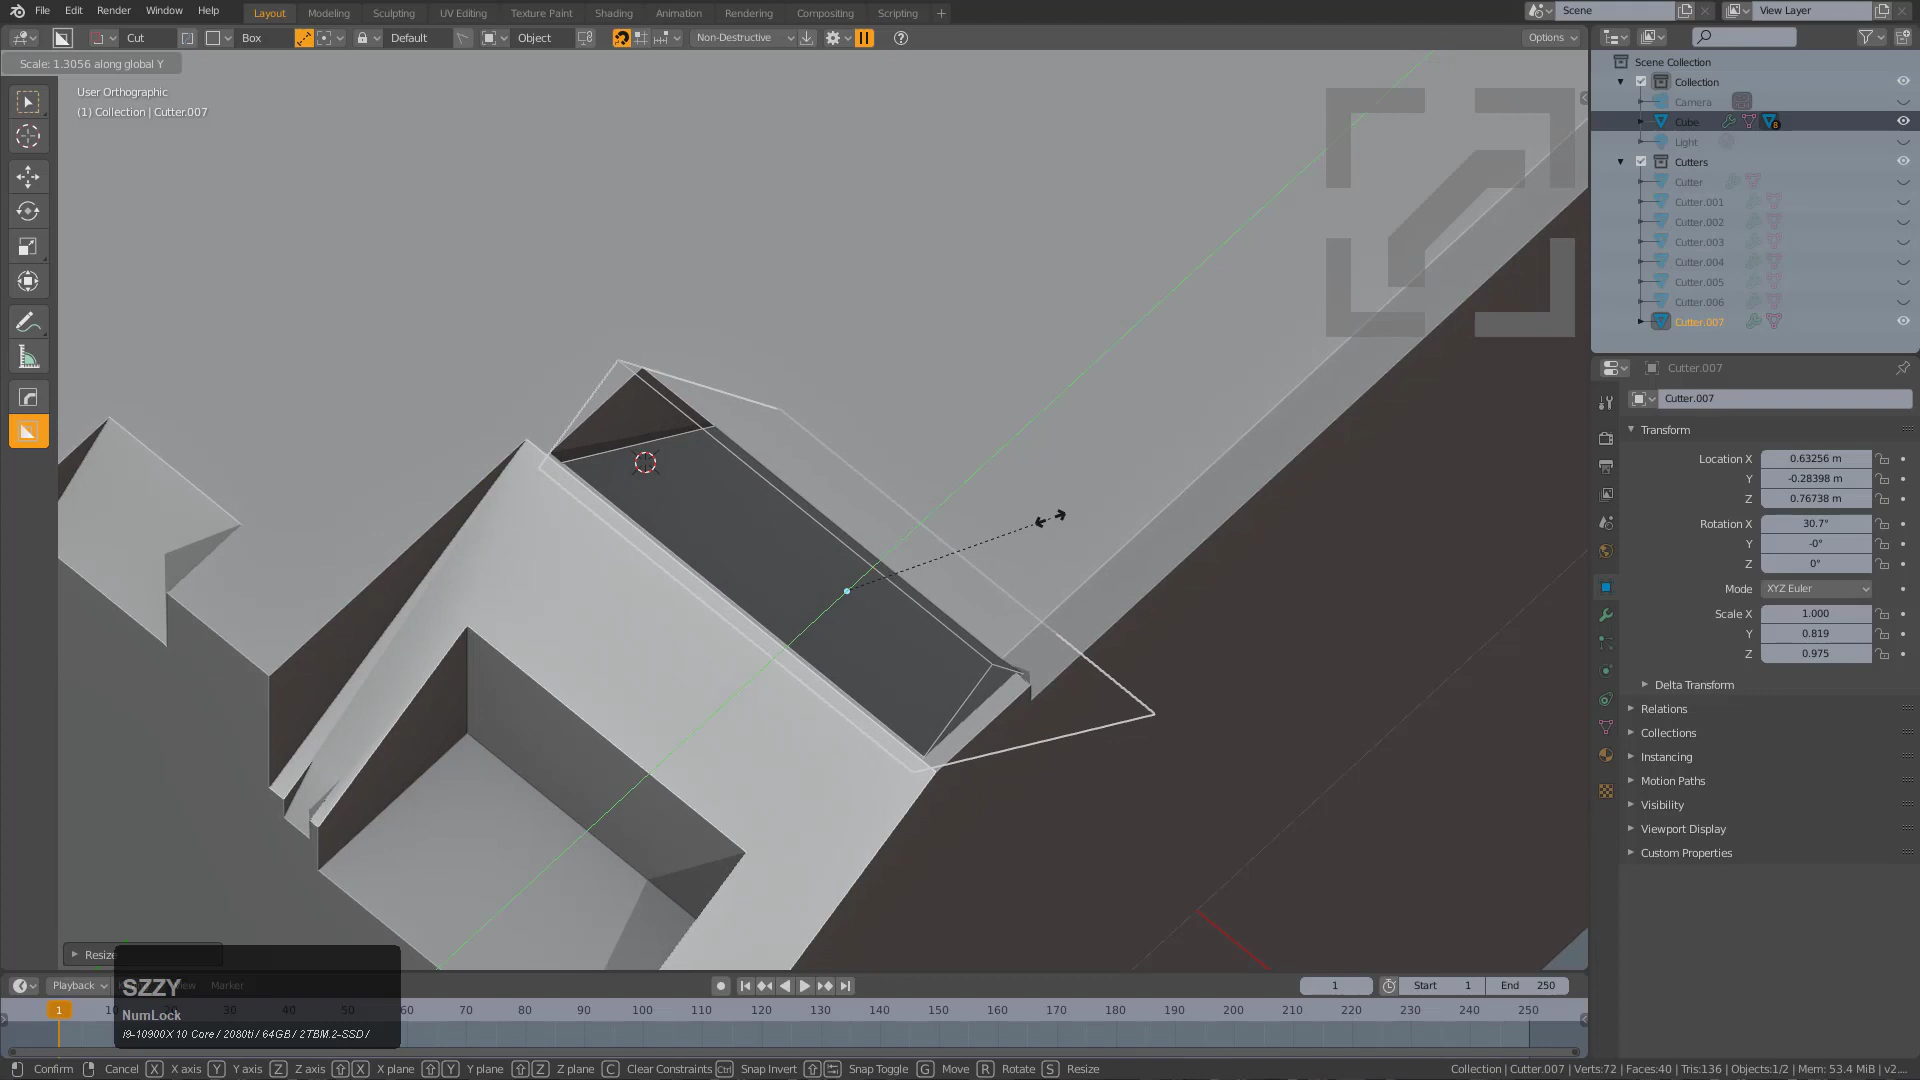 File Edit Render Window Help Layout Modeling Sculpting UV Editing Texture Paint Shading Animation Rendering Compositing Scripting + Scene View Layer
Cut Box Default Object Non-Destructive Options
Scale: 1.3056 along global Y
User Orthographic
(1) Collection | Cutter.007
Scene Collection
Collection
Camera
Cube 8
Light
Cutters
Cutter
Cutter.001
Cutter.002
Cutter.003
Cutter.004
Cutter.005
Cutter.006
Cutter.007
Cutter.007
Cutter.007
Transform
Location X 0.63256 m
Y -0.28398 m
Z 0.76738 m
Rotation X 30.7°
Y -0°
Z 0°
Mode XYZ Euler
Scale X 1.000
Y 0.819
Z 0.975
Delta Transform
Relations
Collections
Instancing
Motion Paths
Visibility
Viewport Display
Custom Properties
Resize
SZZY
NumLock
i9-10900X 10 Core / 2080ti / 64GB / 2TBM.2-SSD /
Playback Marker 1 Start 1 End 250
1 30 40 50 60 70 80 90 100 110 120 130 140 150 160 170 180 190 200 210 220 230 240 250
Confirm Cancel X X axis Y Y axis Z Z axis X X plane Y Y plane Z Z plane C Clear Constraints Ctrl Snap Invert Snap Toggle G Move R Rotate S Resize Collection | Cutter.007 | Verts:72 | Faces:40 | Tris:136 | Objects:1/2 | Mem: 53.4 MiB | v2....